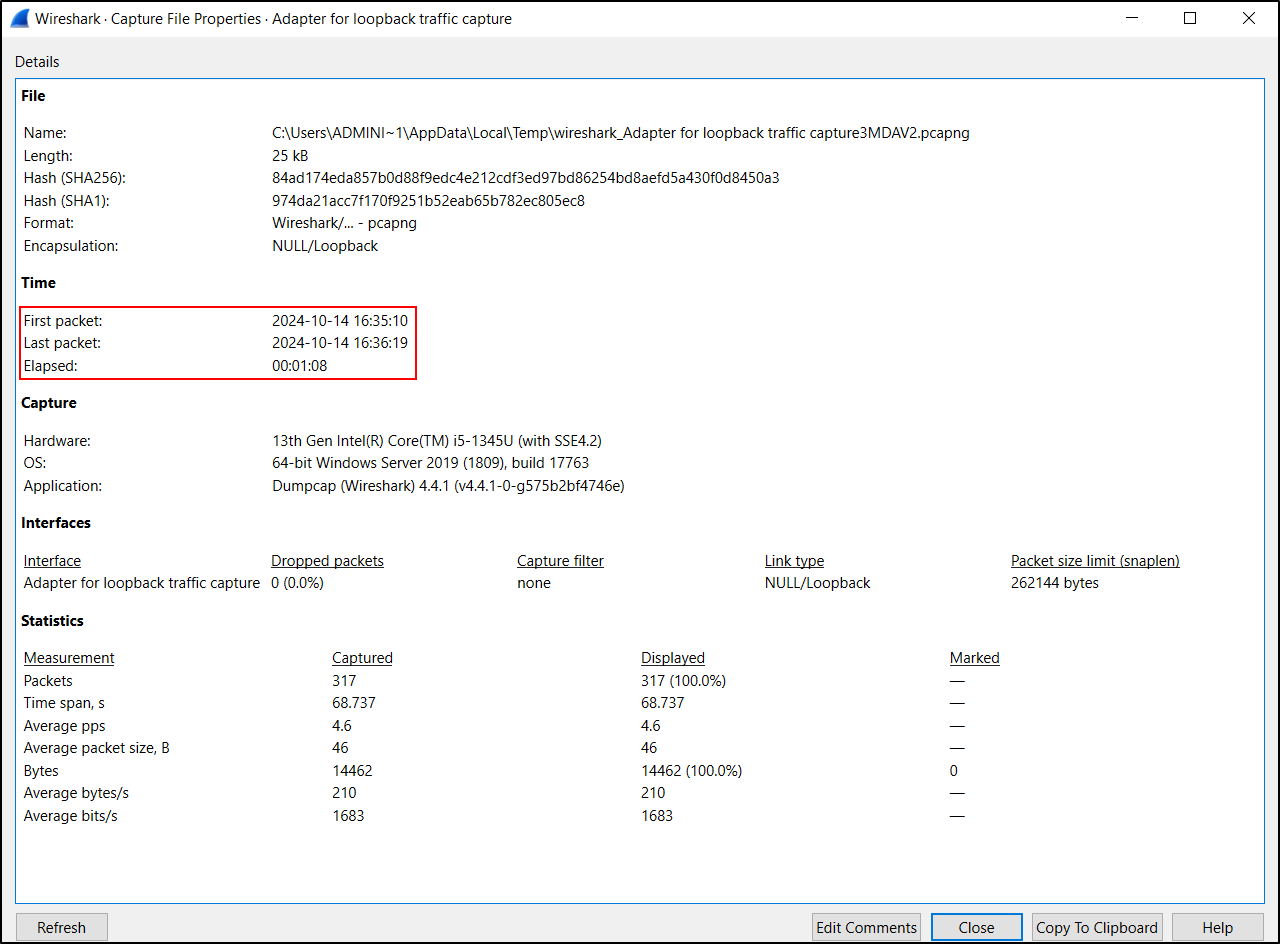 Wireshark · Capture File Properties · Adapter for loopback traffic capture
Details
File
Name: C:\Users\ADMINI~1\AppData\Local\Temp\wireshark_Adapter for loopback traffic capture3MDAV2.pcapng
Length: 25 kB
Hash (SHA256): 84ad174eda857b0d88f9edc4e212cdf3ed97bd86254bd8aefd5a430f0d8450a3
Hash (SHA1): 974da21acc7f170f9251b52eab65b782ec805ec8
Format: Wireshark/... - pcapng
Encapsulation: NULL/Loopback
Time
First packet: 2024-10-14 16:35:10
Last packet: 2024-10-14 16:36:19
Elapsed: 00:01:08
Capture
Hardware: 13th Gen Intel(R) Core(TM) i5-1345U (with SSE4.2)
OS: 64-bit Windows Server 2019 (1809), build 17763
Application: Dumpcap (Wireshark) 4.4.1 (v4.4.1-0-g575b2bf4746e)
Interfaces
Interface Dropped packets Capture filter Link type Packet size limit (snaplen)
Adapter for loopback traffic capture 0 (0.0%) none NULL/Loopback 262144 bytes
Statistics
Measurement Captured Displayed Marked
Packets 317 317 (100.0%) —
Time span, s 68.737 68.737 —
Average pps 4.6 4.6 —
Average packet size, B 46 46 —
Bytes 14462 14462 (100.0%) 0
Average bytes/s 210 210 —
Average bits/s 1683 1683 —
Refresh Edit Comments Close Copy To Clipboard Help